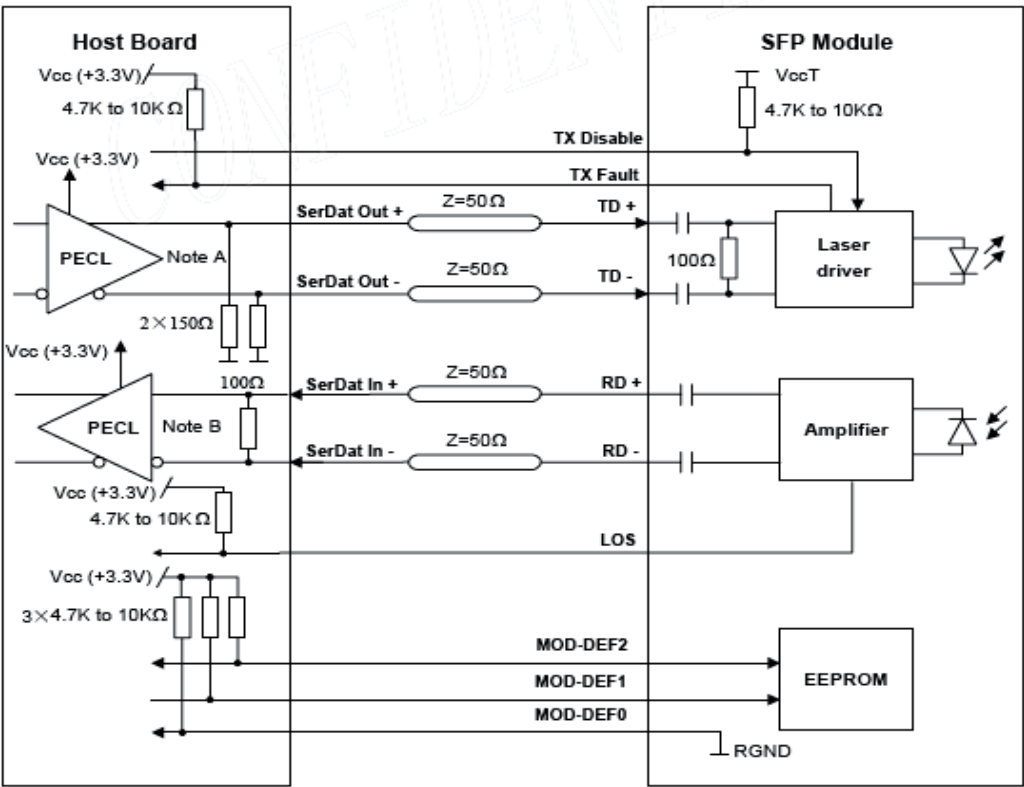 CONFIDENT
Host Board
SFP Module
Vcc (+3.3V)
VccT
4.7K to 10KΩ
4.7K to 10KΩ
TX Disable
Vcc (+3.3V)
TX Fault
SerDat Out +
Z=50Ω
TD +
PECL
Note A
100Ω
Laser
driver
SerDat Out -
Z=50Ω
TD -
2×150Ω
Vcc (+3.3V)
100Ω
SerDat In +
Z=50Ω
RD +
PECL
Note B
Amplifier
SerDat In -
Z=50Ω
RD -
Vcc (+3.3V)
4.7K to 10KΩ
LOS
Vcc (+3.3V)
3×4.7K to 10KΩ
MOD-DEF2
MOD-DEF1
EEPROM
MOD-DEF0
RGND